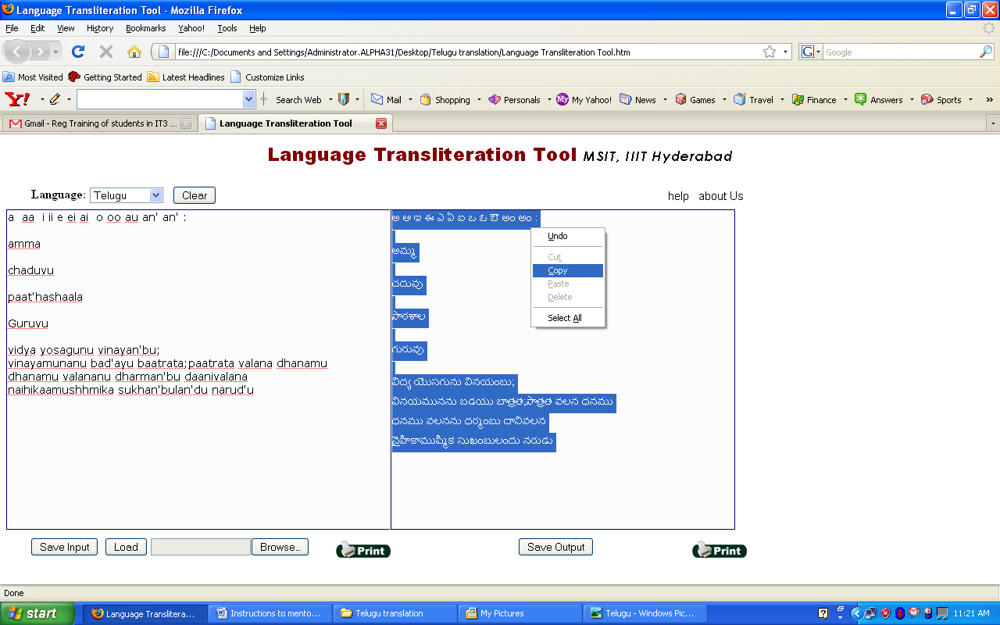 Language Transliteration Tool - Mozilla Firefox
File Edit View History Bookmarks Yahoo! Tools Help
file:///C:/Documents and Settings/Administrator.ALPHA31/Desktop/Telugu translation/Language Transliteration Tool.htm
G Google
Most Visited Getting Started Latest Headlines Customize Links
Y! Search Web Mail Shopping Personals My My Yahoo! News Games Travel Finance Answers Sports »
Gmail - Reg Training of students in IT3 ... Language Transliteration Tool
Language Transliteration Tool MSIT, IIIT Hyderabad
Language: Telugu Clear help about Us
a aa i ii e ei ai o oo au an' an' :
amma
chaduvu
paat'hashaala
Guruvu
vidya yosagunu vinayan'bu;
vinayamunanu bad'ayu baatrata;paatrata valana dhanamu
dhanamu valananu dharman'bu daanivalana
naihikaamushhmika sukhan'bulan'du narud'u
అ ఆ ఇ ఈ ఎ ఏ ఐ ఒ ఓ ఔ అం అం :
అమ్మ
చదువు
పాఠశాల
గురువు
విద్య యొసగును వినయంబు;
వినయమునను బడయు బాత్రత;పాత్రత వలన ధనము
ధనము వలనను ధర్మంబు దానివలన
నైహికాముష్మిక సుఖంబులందు నరుడు
Undo
Cut
Copy
Paste
Delete
Select All
Save Input Load Browse... Print Save Output Print
Done
start Language Translitera... Instructions to mento... Telugu translation My Pictures Telugu - Windows Pic... 11:21 AM